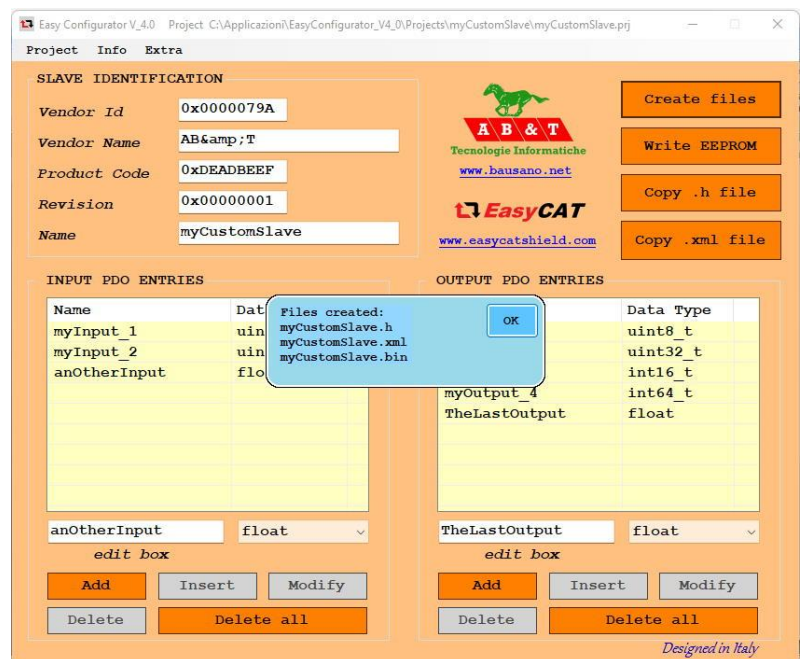 Easy Configurator V_4.0 Project C:\Applicazioni\EasyConfigurator_V4_0\Projects\myCustomSlave\myCustomSlave.prj
Project Info Extra
SLAVE IDENTIFICATION
Vendor Id 0x0000079A
Vendor Name AB&amp;T
Product Code 0xDEADBEEF
Revision 0x00000001
Name myCustomSlave
AB&T
Tecnologie Informatiche
www.bausano.net
EasyCAT
www.easycatshield.com
Create files
Write EEPROM
Copy .h file
Copy .xml file
INPUT PDO ENTRIES
Name Dat
myInput_1 uin
myInput_2 uin
anOtherInput flo
anOtherInput float
edit box
Add Insert Modify
Delete Delete all
Files created:
myCustomSlave.h
myCustomSlave.xml
myCustomSlave.bin
OK
OUTPUT PDO ENTRIES
Data Type
uint8_t
uint32_t
int16_t
myOutput_4 int64_t
TheLastOutput float
TheLastOutput float
edit box
Add Insert Modify
Delete Delete all
Designed in Italy